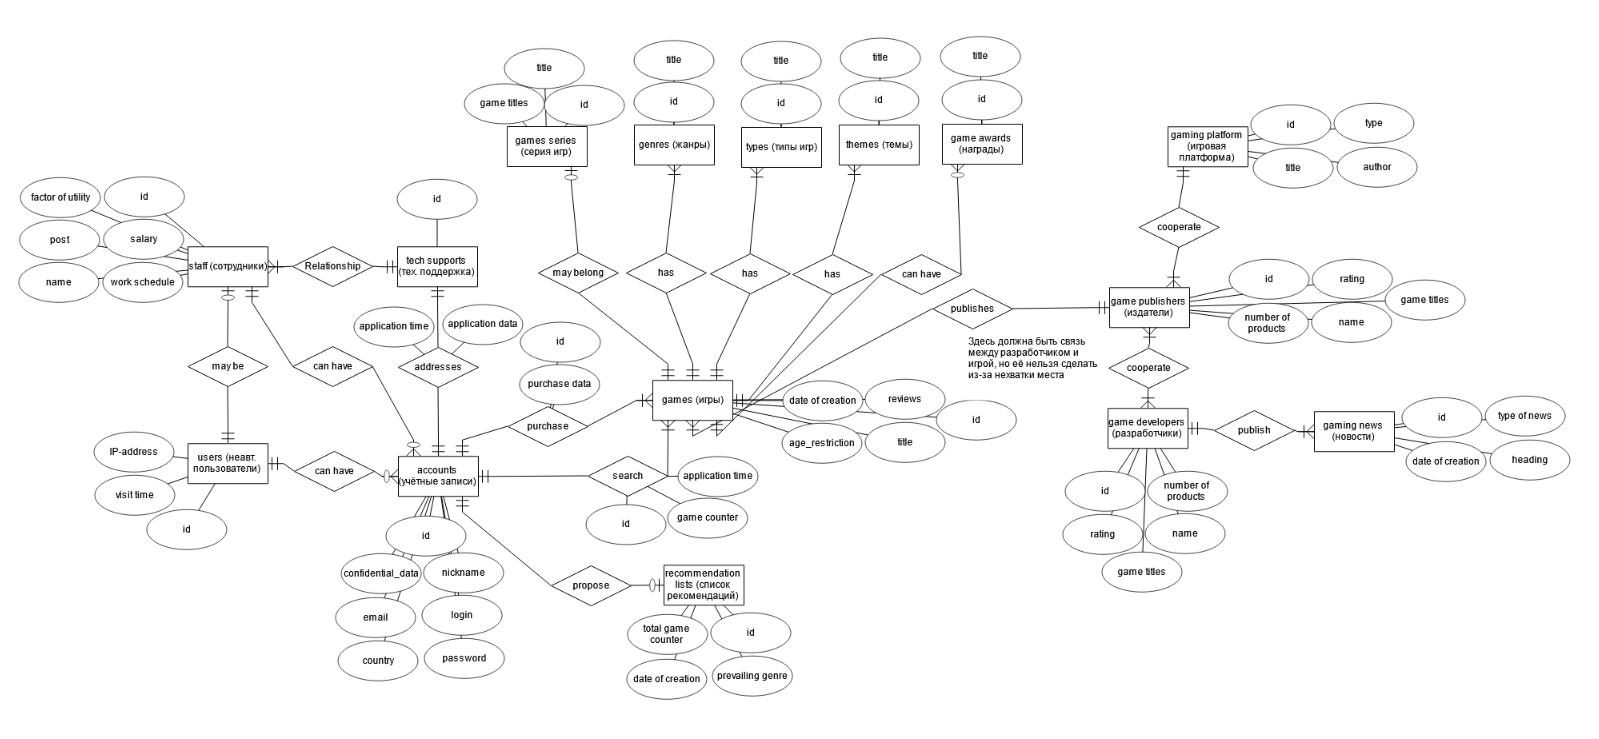 title
game titles
id
games series
(серия игр)
title
id
genres (жанры)
title
id
types (типы игр)
title
id
themes (темы)
title
id
game awards
(награды)
gaming platform
(игровая
платформа)
id
type
title
author
factor of utility
id
post
salary
name
work schedule
staff (сотрудники)
Relationship
id
tech supports
(тех. поддержка)
may belong
has
has
has
can have
cooperate
publishes
game publishers
(издатели)
id
rating
game titles
number of
products
name
Здесь должна быть связь
между разработчиком и
игрой, но её нельзя сделать
из-за нехватки места
application time
application data
may be
can have
addresses
id
purchase data
purchase
games (игры)
date of creation
reviews
id
age_restriction
title
cooperate
game developers
(разработчики)
publish
gaming news
(новости)
id
type of news
date of creation
heading
IP-address
visit time
id
users (неавт.
пользователи)
can have
accounts
(учётные записи)
search
application time
id
game counter
id
number of
products
rating
name
game titles
id
confidential_data
nickname
email
login
country
password
propose
recommendation
lists (список
рекомендаций)
total game
counter
id
date of creation
prevailing genre